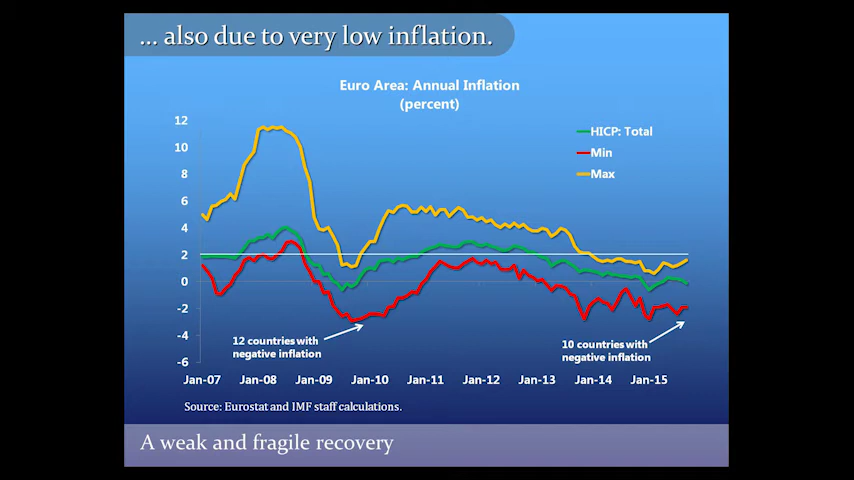 ... also due to very low inflation.
Euro Area: Annual Inflation
(percent)
12
10
8
6
4
2
0
-2
-4
-6
HICP: Total
Min
Max
12 countries with
negative inflation
10 countries with
negative inflation
Jan-07 Jan-08 Jan-09 Jan-10 Jan-11 Jan-12 Jan-13 Jan-14 Jan-15
Source: Eurostat and IMF staff calculations.
A weak and fragile recovery